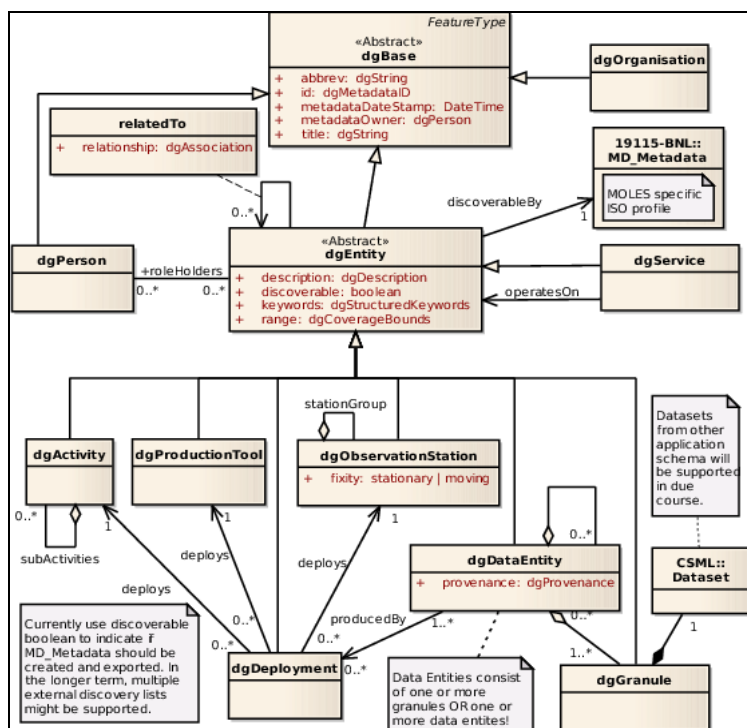 FeatureType
«Abstract»
dgBase
+ abbrev: dgString
+ id: dgMetadataID
+ metadataDateStamp: DateTime
+ metadataOwner: dgPerson
+ title: dgString
dgOrganisation
relatedTo
+ relationship: dgAssociation
19115-BNL::
MD_Metadata
MOLES specific
ISO profile
discoverableBy
1
0..*
«Abstract»
dgEntity
+ description: dgDescription
+ discoverable: boolean
+ keywords: dgStructuredKeywords
+ range: dgCoverageBounds
dgPerson
+roleHolders
0..* 0..*
dgService
operatesOn
stationGroup
Datasets
from other
application
schema will
be supported
in due
course.
dgActivity
dgProductionTool
dgObservationStation
+ fixity: stationary | moving
0..* 1
1
1
subActivities
deploys
deploys
deploys
0..*
dgDataEntity
+ provenance: dgProvenance
CSML::
Dataset
1
producedBy
1..*
0..*
0..*
0..*
0..*
0..*
0..*
1..*
Currently use discoverable
boolean to indicate if
MD_Metadata should be
created and exported. In
the longer term, multiple
external discovery lists
might be supported.
dgDeployment
Data Entities consist
of one or more
granules OR one or
more data entites!
dgGranule